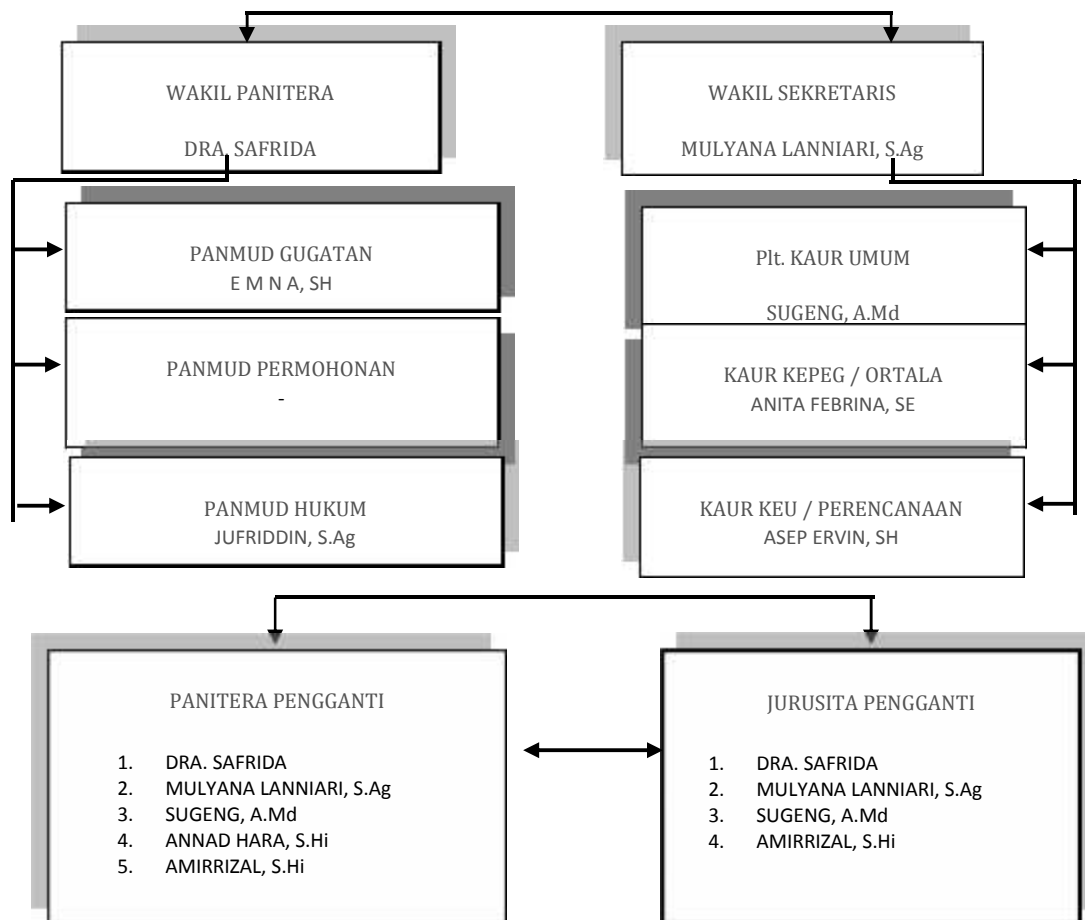 WAKIL PANITERA
DRA. SAFRIDA
WAKIL SEKRETARIS
MULYANA LANNIARI, S.Ag
PANMUD GUGATAN
E M N A, SH
PANMUD PERMOHONAN
-
PANMUD HUKUM
JUFRIDDIN, S.Ag
Plt. KAUR UMUM
SUGENG, A.Md
KAUR KEPEG / ORTALA
ANITA FEBRINA, SE
KAUR KEU / PERENCANAAN
ASEP ERVIN, SH
PANITERA PENGGANTI
1. DRA. SAFRIDA
2. MULYANA LANNIARI, S.Ag
3. SUGENG, A.Md
4. ANNAD HARA, S.Hi
5. AMIRRIZAL, S.Hi
JURUSITA PENGGANTI
1. DRA. SAFRIDA
2. MULYANA LANNIARI, S.Ag
3. SUGENG, A.Md
4. AMIRRIZAL, S.Hi